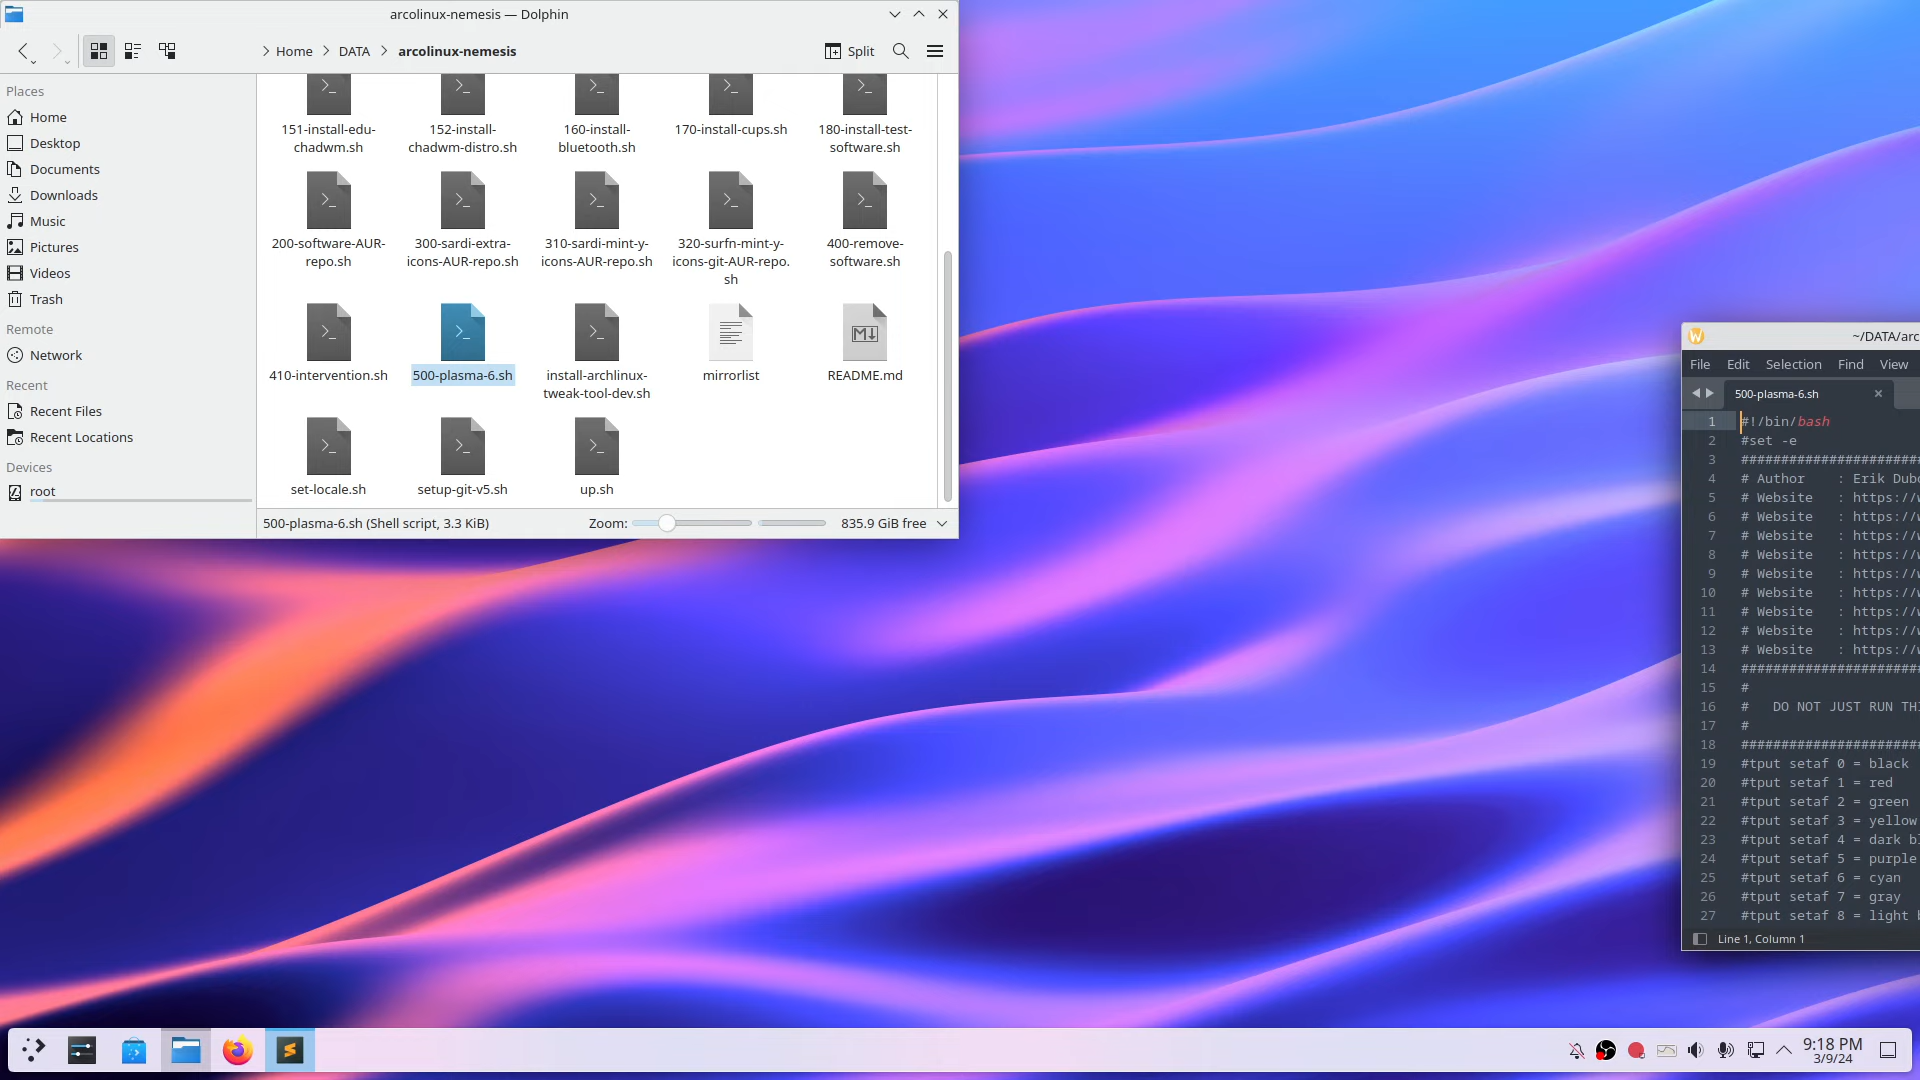 arcolinux-nemesis — Dolphin
Home
DATA
arcolinux-nemesis
Split
Places
Home
Desktop
Documents
Downloads
Music
Pictures
Videos
Trash
Remote
Network
Recent
Recent Files
Recent Locations
Devices
root
151-install-edu-
chadwm.sh
152-install-
chadwm-distro.sh
160-install-
bluetooth.sh
170-install-cups.sh
180-install-test-
software.sh
200-software-AUR-
repo.sh
300-sardi-extra-
icons-AUR-repo.sh
310-sardi-mint-y-
icons-AUR-repo.sh
320-surfn-mint-y-
icons-git-AUR-repo.
sh
400-remove-
software.sh
410-intervention.sh
500-plasma-6.sh
install-archlinux-
tweak-tool-dev.sh
mirrorlist
README.md
set-locale.sh
setup-git-v5.sh
up.sh
500-plasma-6.sh (Shell script, 3.3 KiB)
Zoom:
835.9 GiB free
~/DATA/arc
File Edit Selection Find View
500-plasma-6.sh
1 #!/bin/bash
2 #set -e
3 ######################
4 # Author : Erik Dubo
5 # Website : https://w
6 # Website : https://w
7 # Website : https://w
8 # Website : https://w
9 # Website : https://w
10 # Website : https://w
11 # Website : https://w
12 # Website : https://w
13 # Website : https://w
14 ######################
15 #
16 # DO NOT JUST RUN THI
17 #
18 ######################
19 #tput setaf 0 = black
20 #tput setaf 1 = red
21 #tput setaf 2 = green
22 #tput setaf 3 = yellow
23 #tput setaf 4 = dark bl
24 #tput setaf 5 = purple
25 #tput setaf 6 = cyan
26 #tput setaf 7 = gray
27 #tput setaf 8 = light b
Line 1, Column 1
9:18 PM
3/9/24